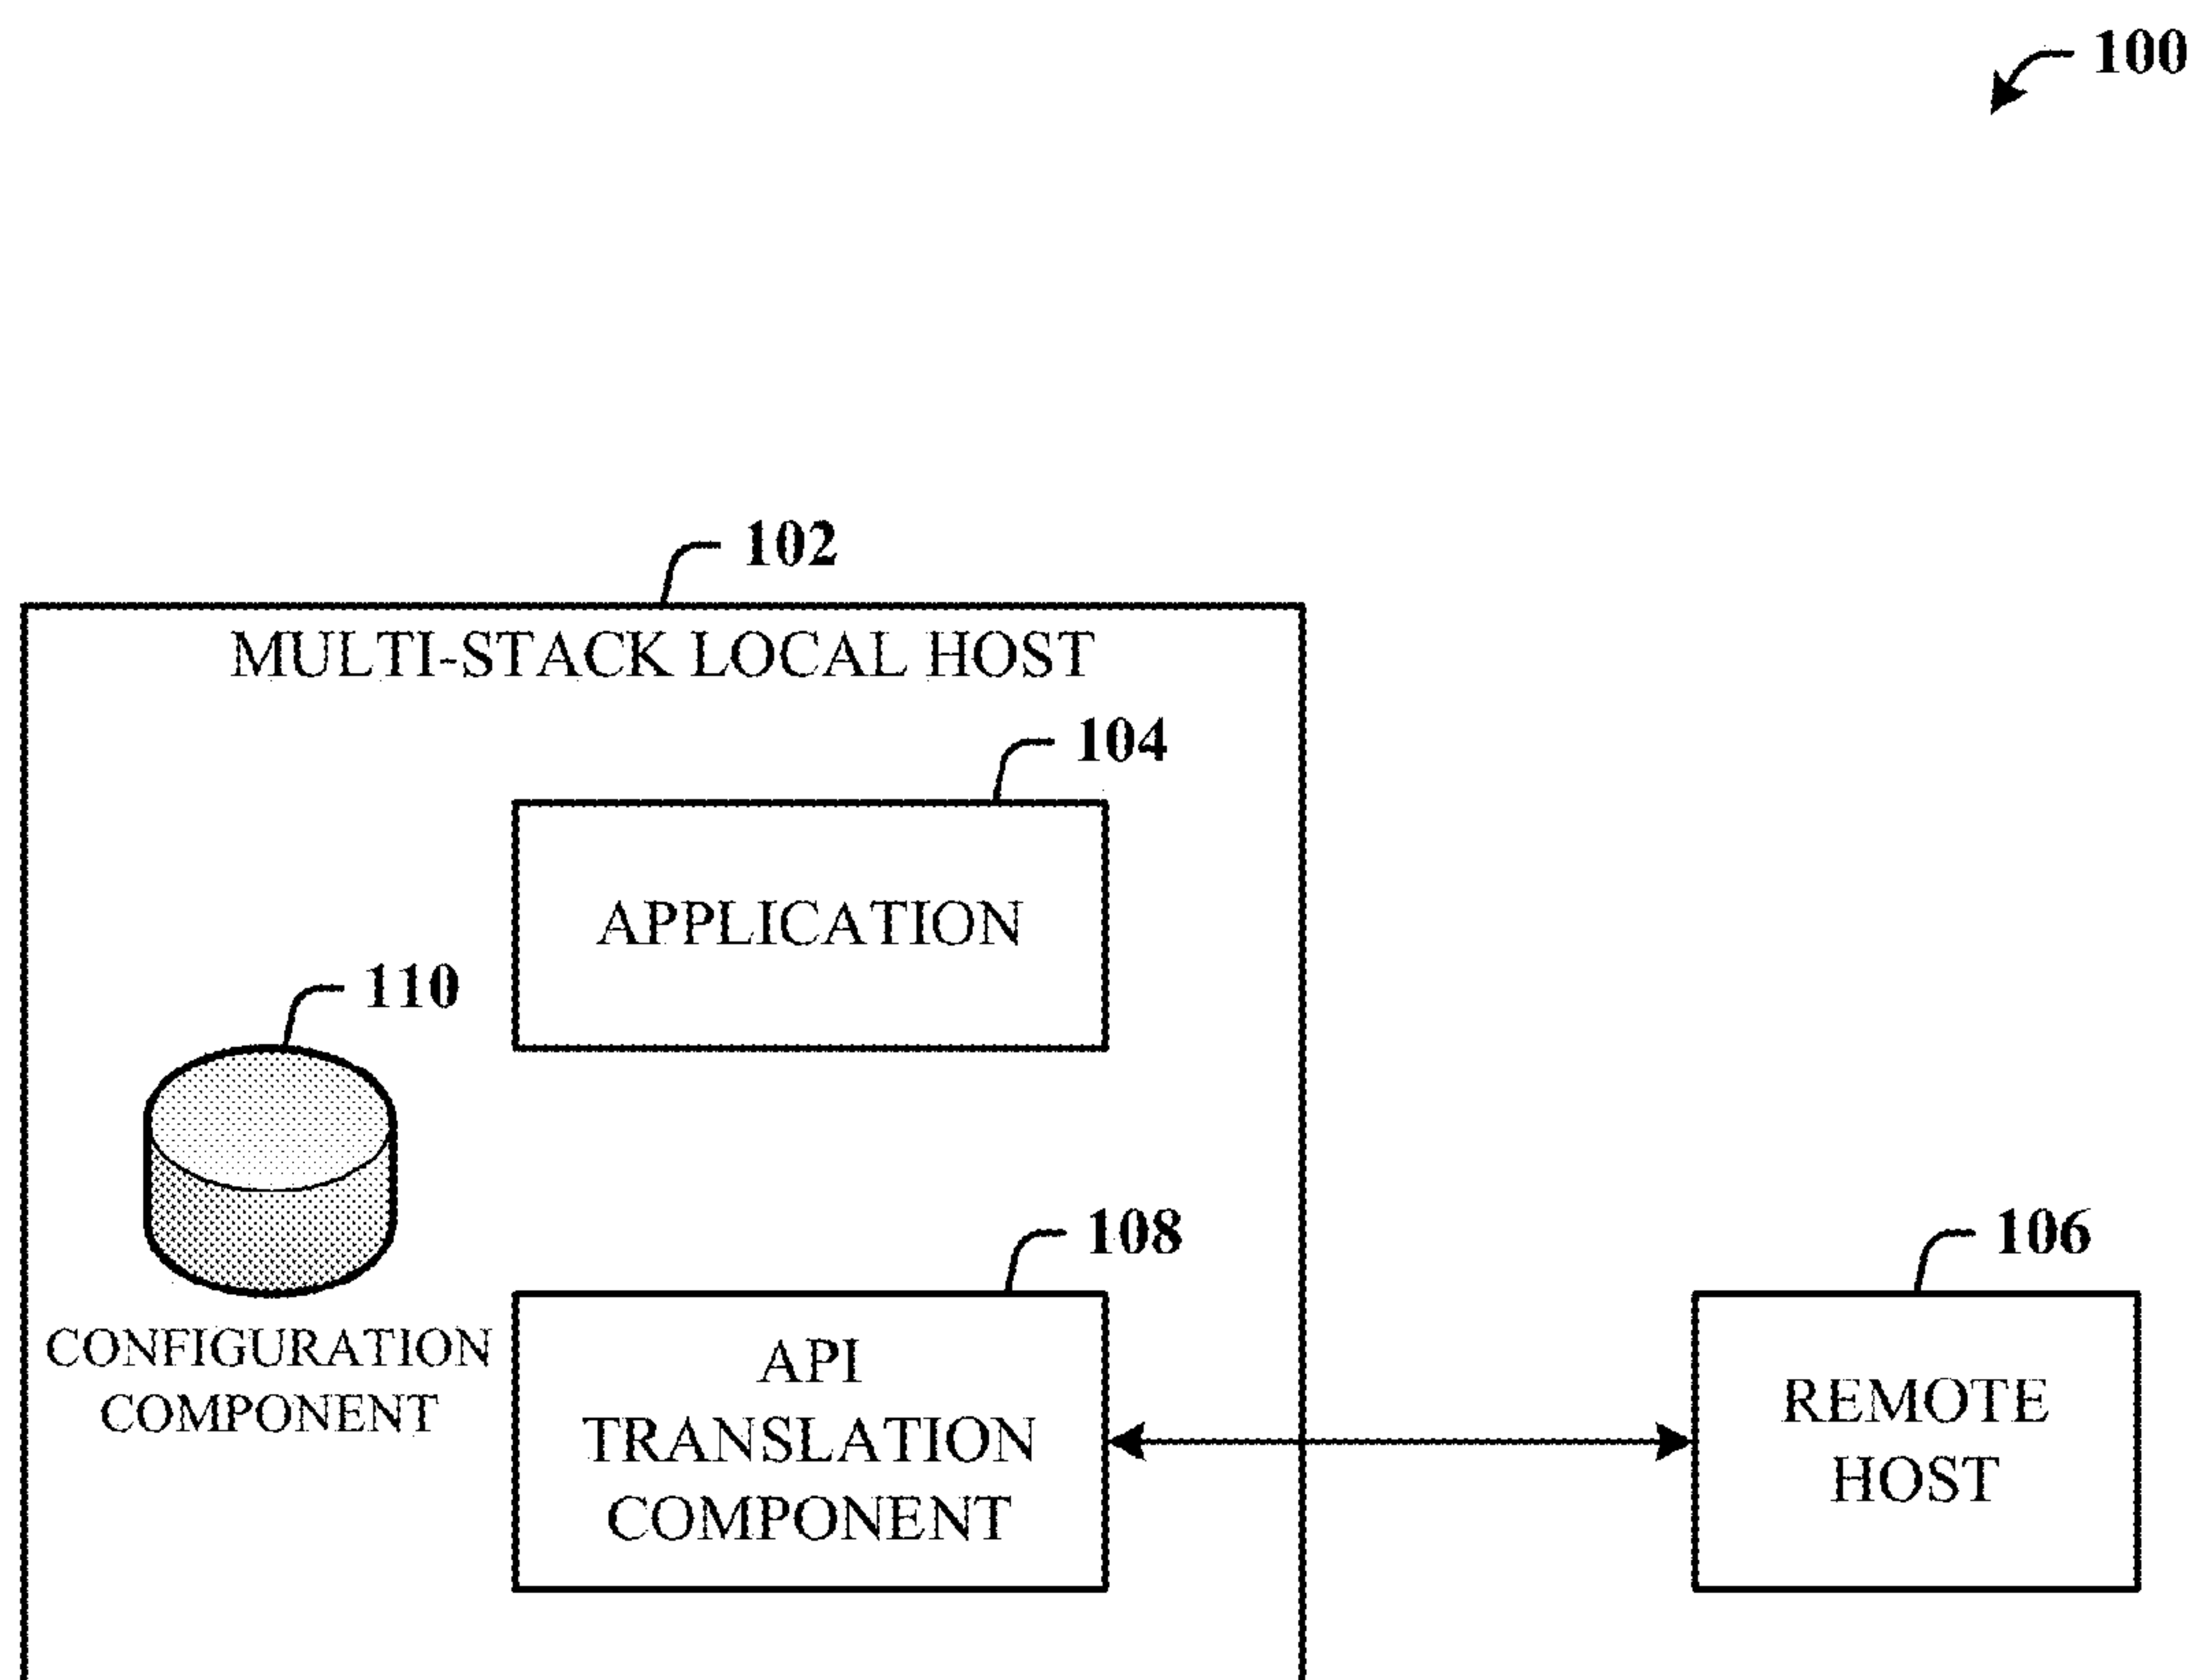 100
102
MULTI-STACK LOCAL HOST
104
APPLICATION
110
CONFIGURATION
COMPONENT
108
API
TRANSLATION
COMPONENT
106
REMOTE
HOST